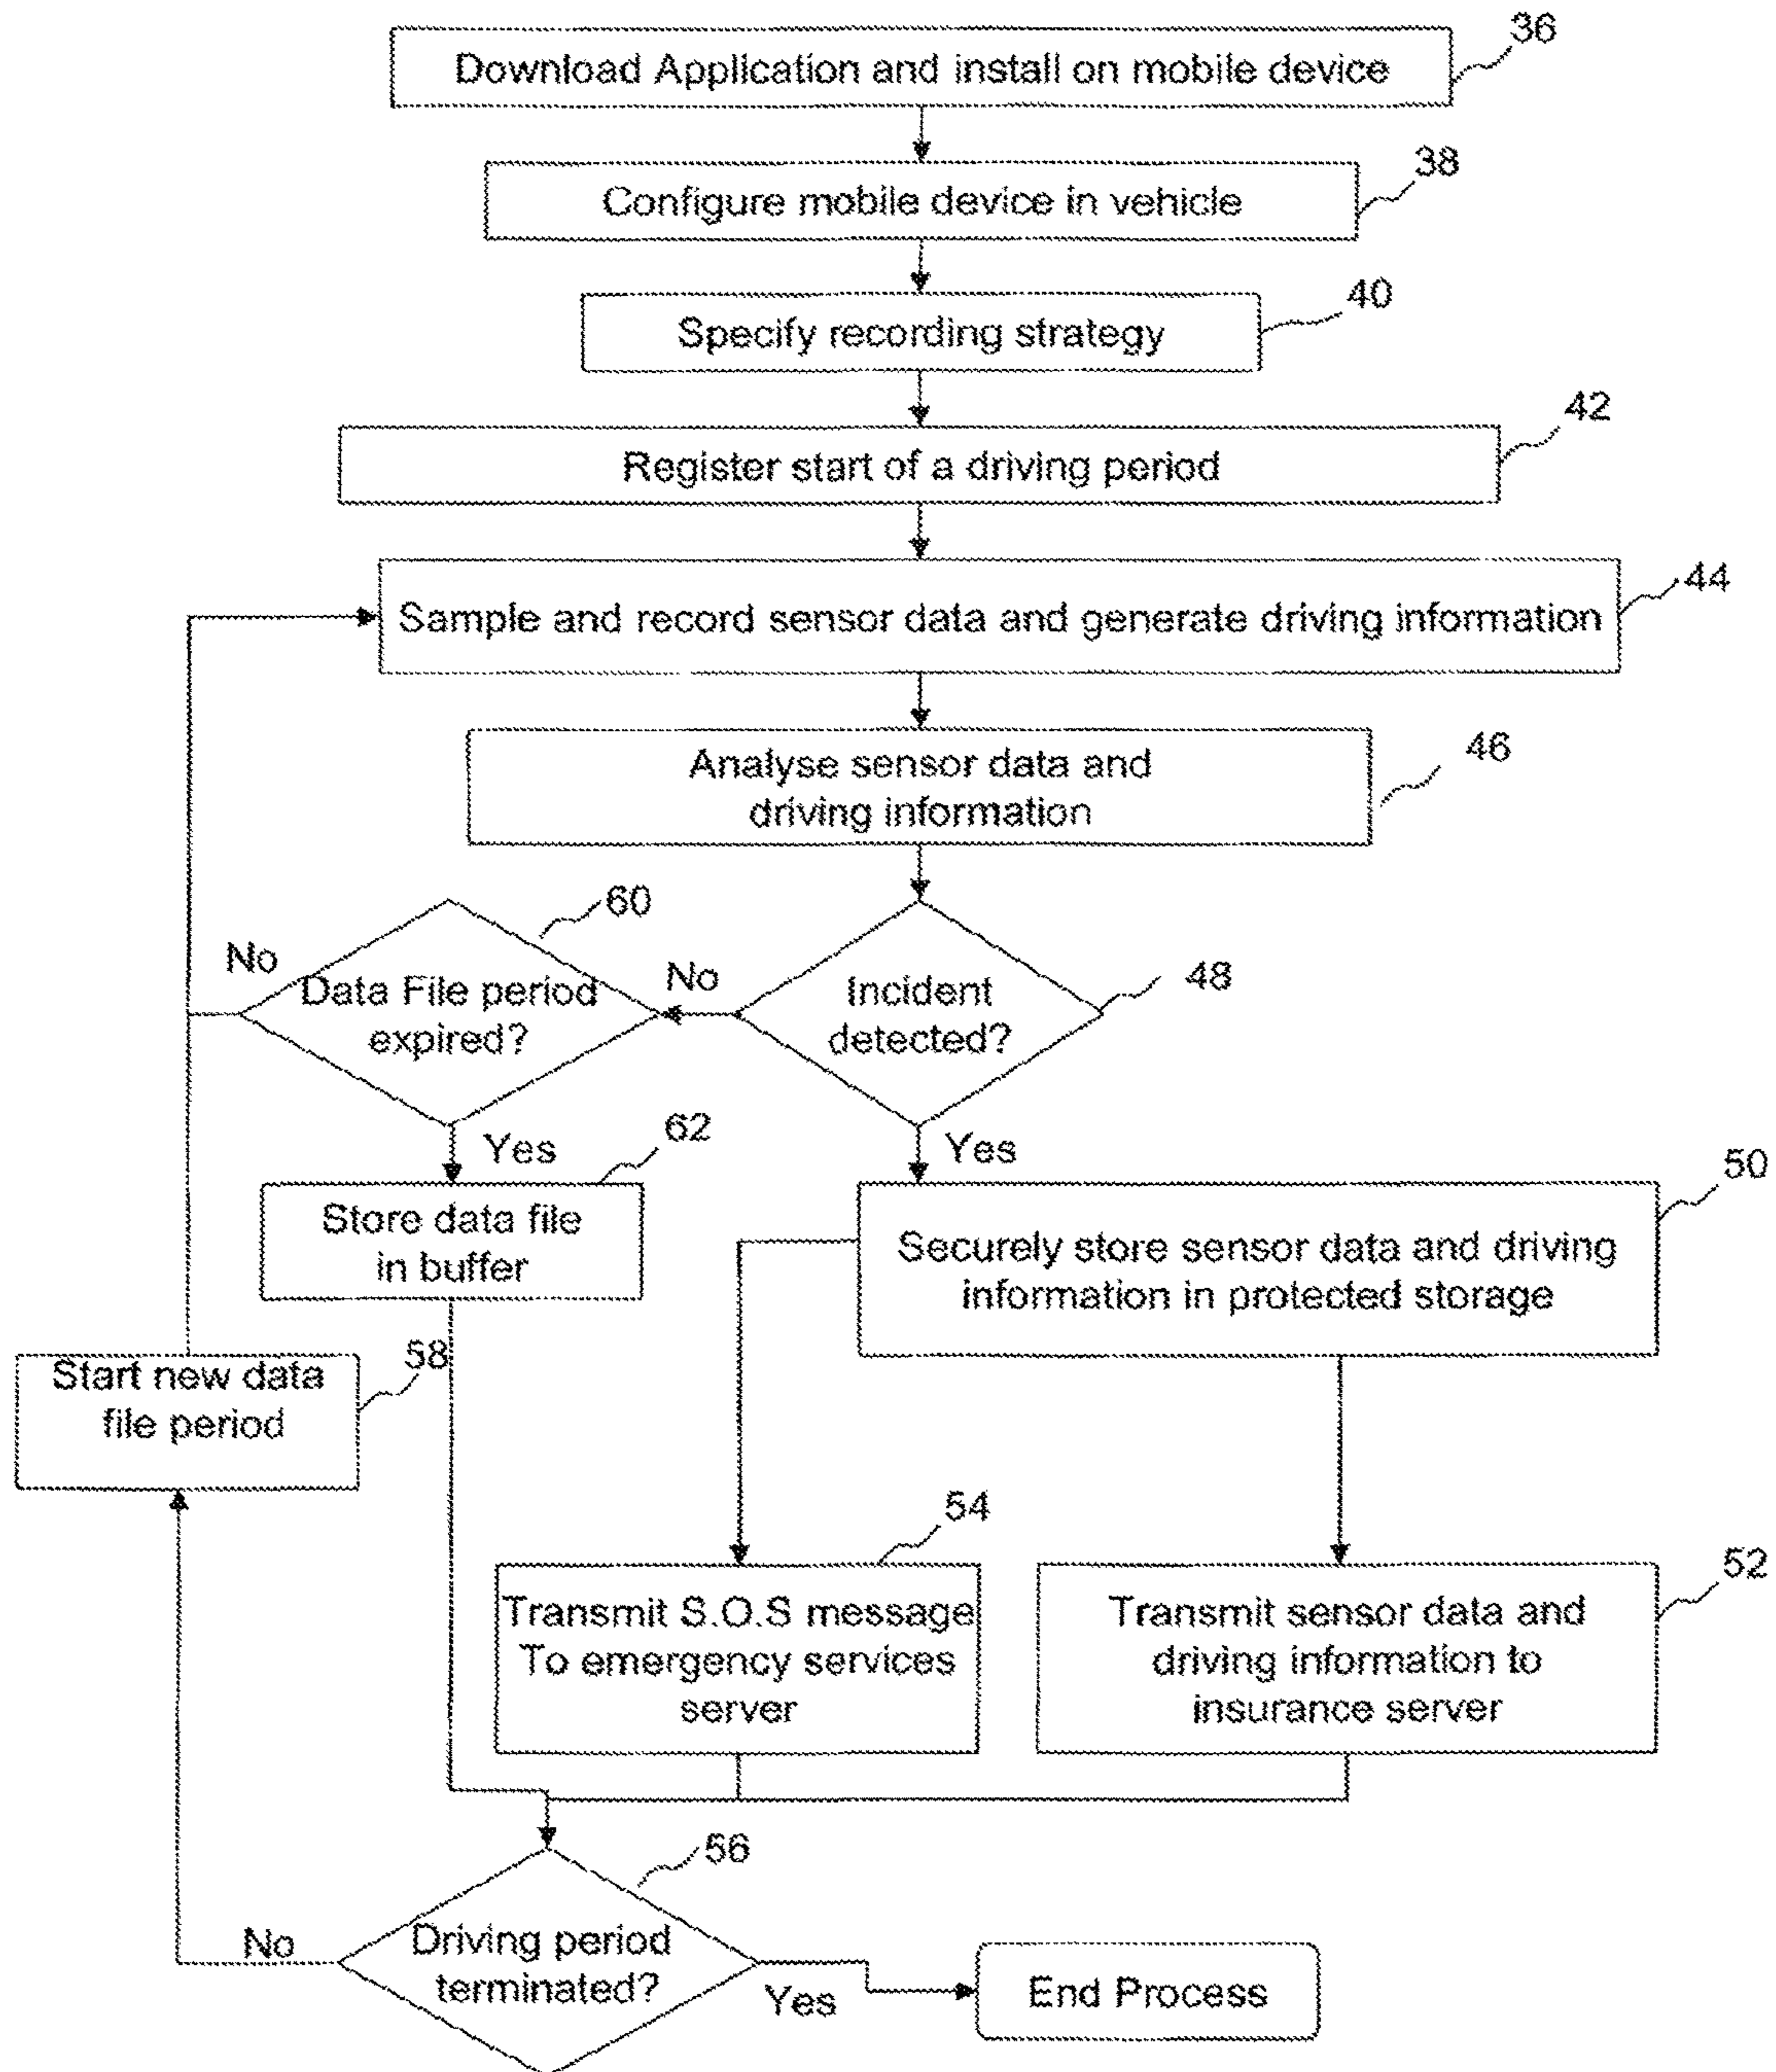 36
Download Application and install on mobile device
38
Configure mobile device in vehicle
40
Specify recording strategy
42
Register start of a driving period
44
Sample and record sensor data and generate driving information
46
Analyse sensor data and
driving information
60
No
Data File period
expired?
No
48
Incident
detected?
Yes
62
Yes
50
Store data file
in buffer
Securely store sensor data and driving
information in protected storage
58
Start new data
file period
54
52
Transmit S.O.S message
To emergency services
server
Transmit sensor data and
driving information to
insurance server
56
No
Driving period
terminated?
Yes
End Process